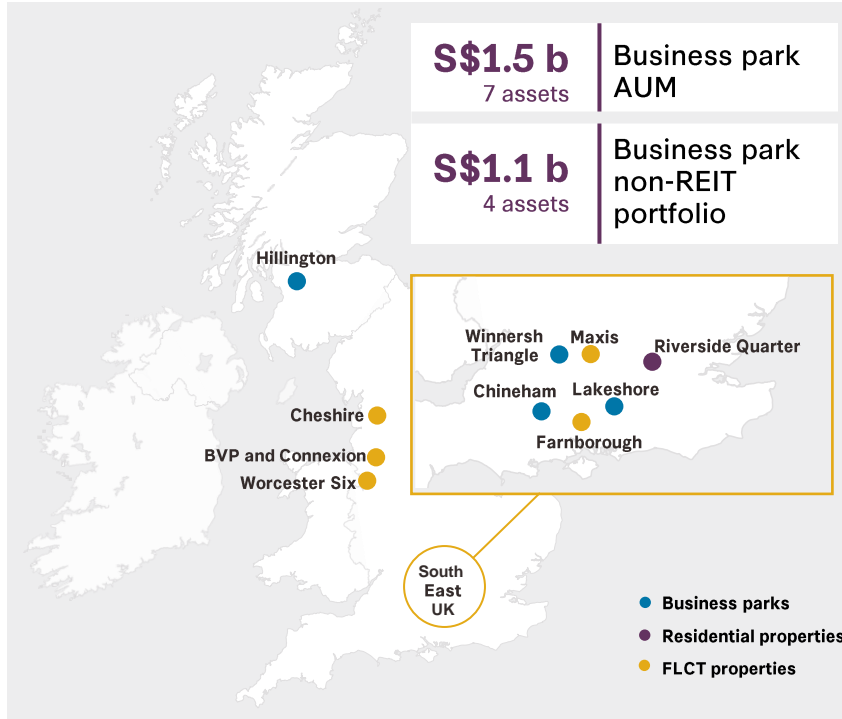 S$1.5 b
7 assets
Business park
AUM
S$1.1 b
4 assets
Business park
non-REIT
portfolio
Hillington
Winnersh
Triangle
Maxis
Riverside Quarter
Chineham
Lakeshore
Farnborough
Cheshire
BVP and Connexion
Worcester Six
South
East
UK
Business parks
Residential properties
FLCT properties